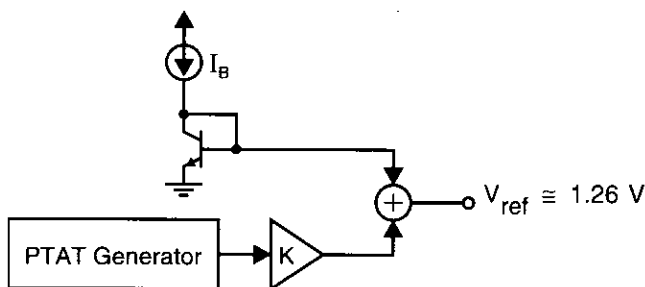 I_B
V_ref ≅ 1.26 V
PTAT Generator
K
+